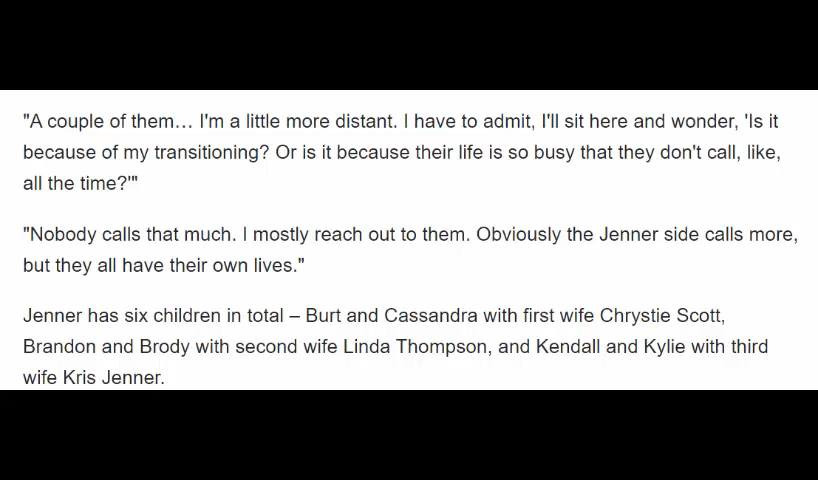 "A couple of them… I'm a little more distant. I have to admit, I'll sit here and wonder, 'Is it
because of my transitioning? Or is it because their life is so busy that they don't call, like,
all the time?'"
"Nobody calls that much. I mostly reach out to them. Obviously the Jenner side calls more,
but they all have their own lives."
Jenner has six children in total – Burt and Cassandra with first wife Chrystie Scott,
Brandon and Brody with second wife Linda Thompson, and Kendall and Kylie with third
wife Kris Jenner.